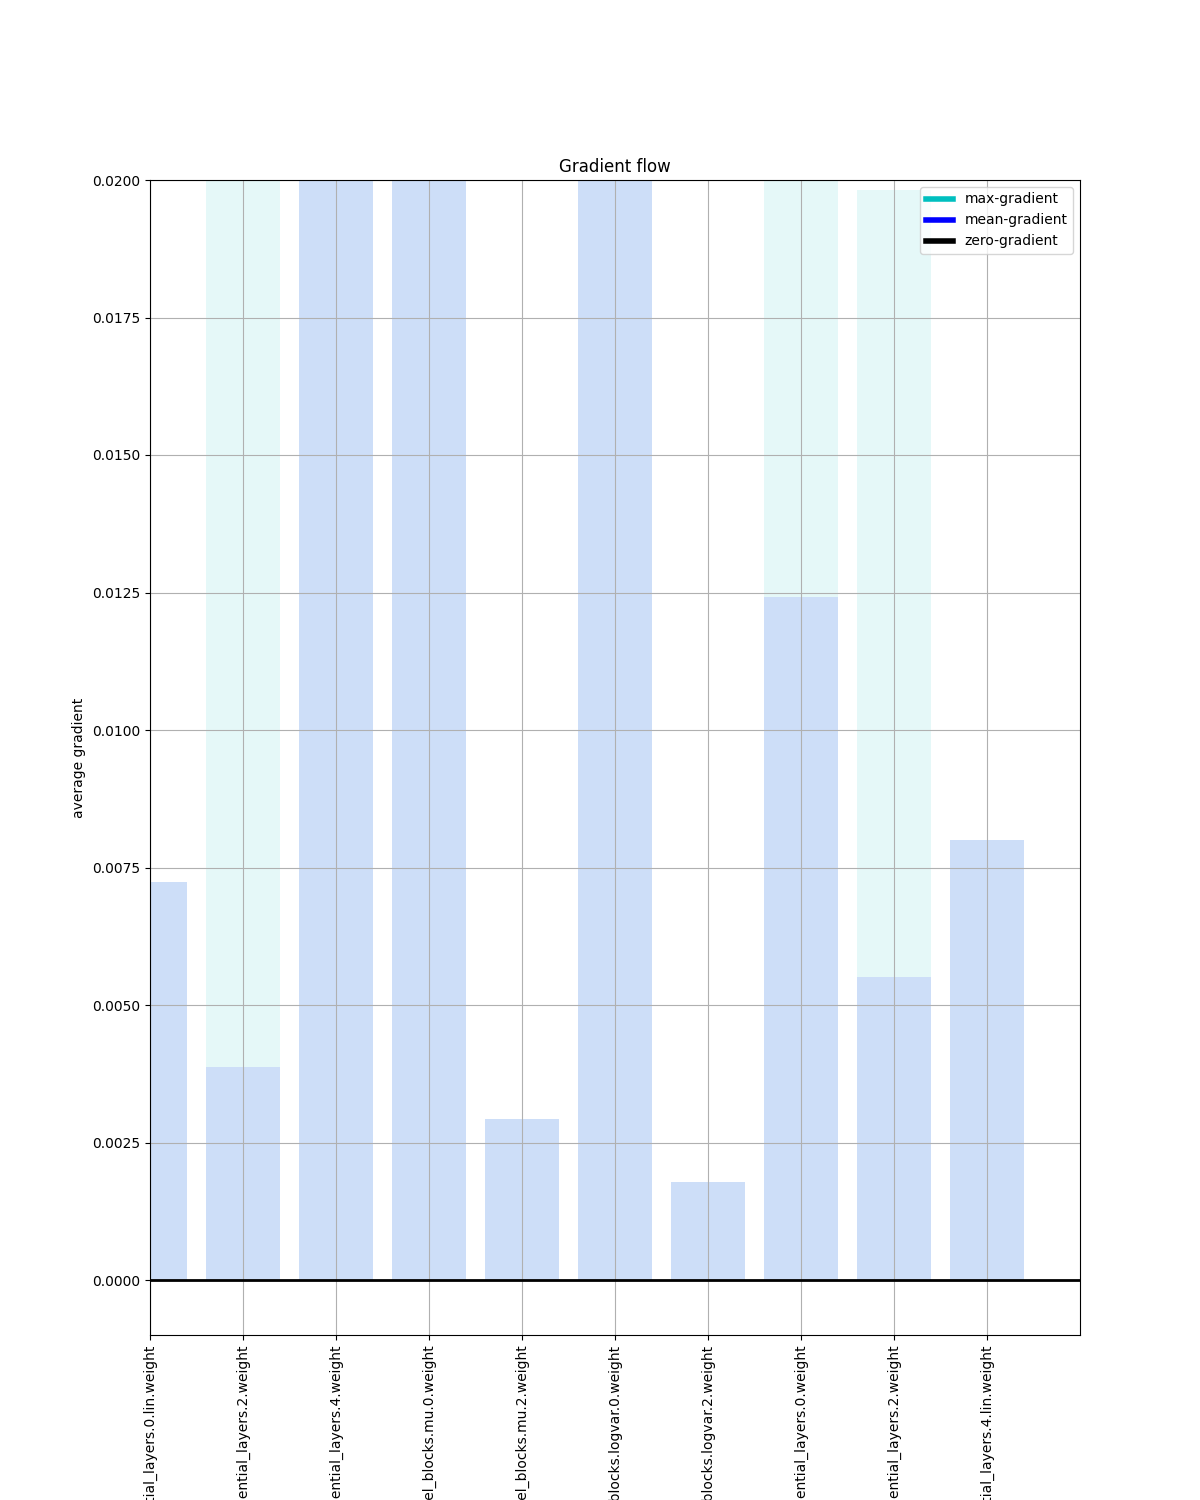 Gradient flow
max-gradient
mean-gradient
zero-gradient
0.0200
0.0175
0.0150
0.0125
0.0100
0.0075
0.0050
0.0025
0.0000
average gradient
tial_layers.0.lin.weight
ential_layers.2.weight
ential_layers.4.weight
el_blocks.mu.0.weight
el_blocks.mu.2.weight
blocks.logvar.0.weight
blocks.logvar.2.weight
ential_layers.0.weight
ential_layers.2.weight
tial_layers.4.lin.weight